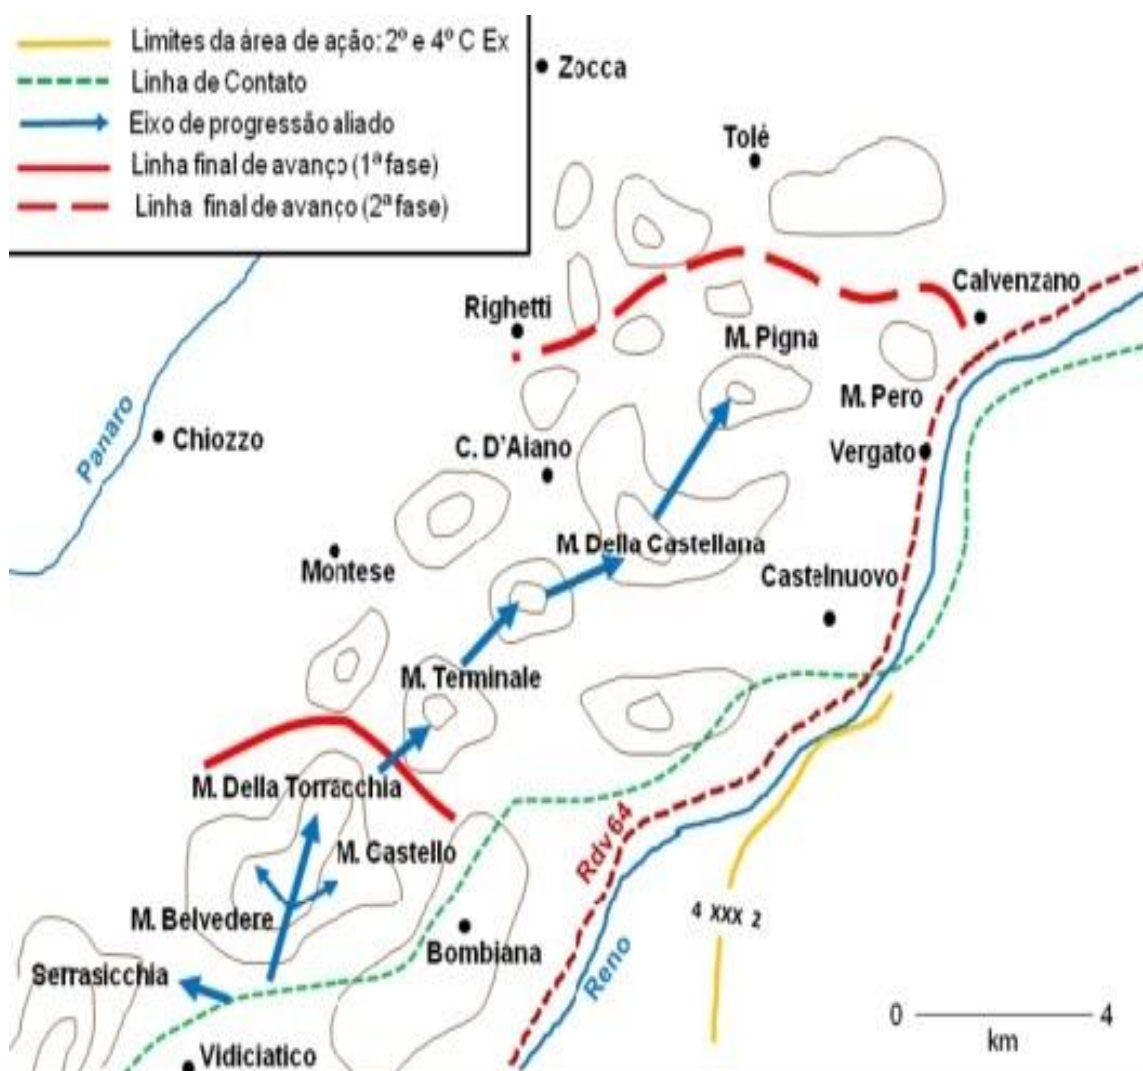 Limites da área de ação: 2º e 4º C Ex
Linha de Contato
Eixo de progressão aliado
Linha final de avanço (1ª fase)
Linha final de avanço (2ª fase)
Zocca
Tolé
Calvenzano
Righetti
M. Pigna
M. Pero
Panaro
Chiozzo
C. D'Aiano
Vergato
M. Della Castellana
Montese
Castelnuovo
M. Terminale
M. Della Torracchia
Rdv 64
M. Castello
4 XXX 2
M. Belvedere
Bombiana
Reno
Serrasicchia
0 4
km
Vidiciatico